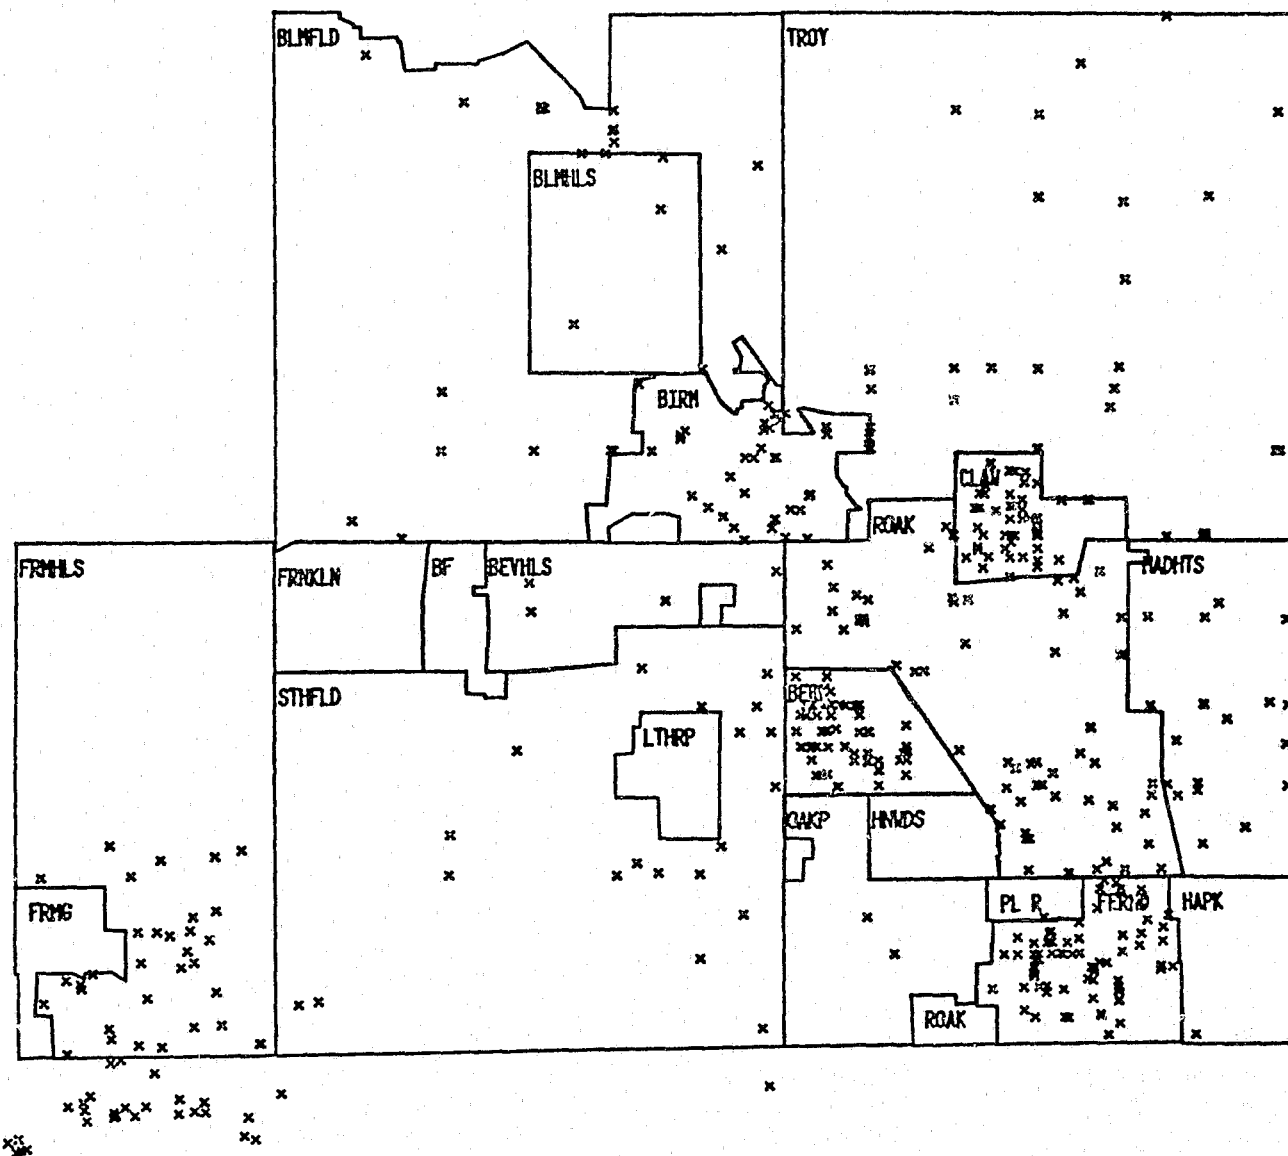 BLMFLD
TROY
BLMHLS
BIRM
CLAW
ROAK
FRMHLS
FRNKLN
BF
BEVHLS
MADHTS
STHFLD
LTHRP
OAKP
HNWDS
FRMG
PL R
FERND
HAPK
ROAK